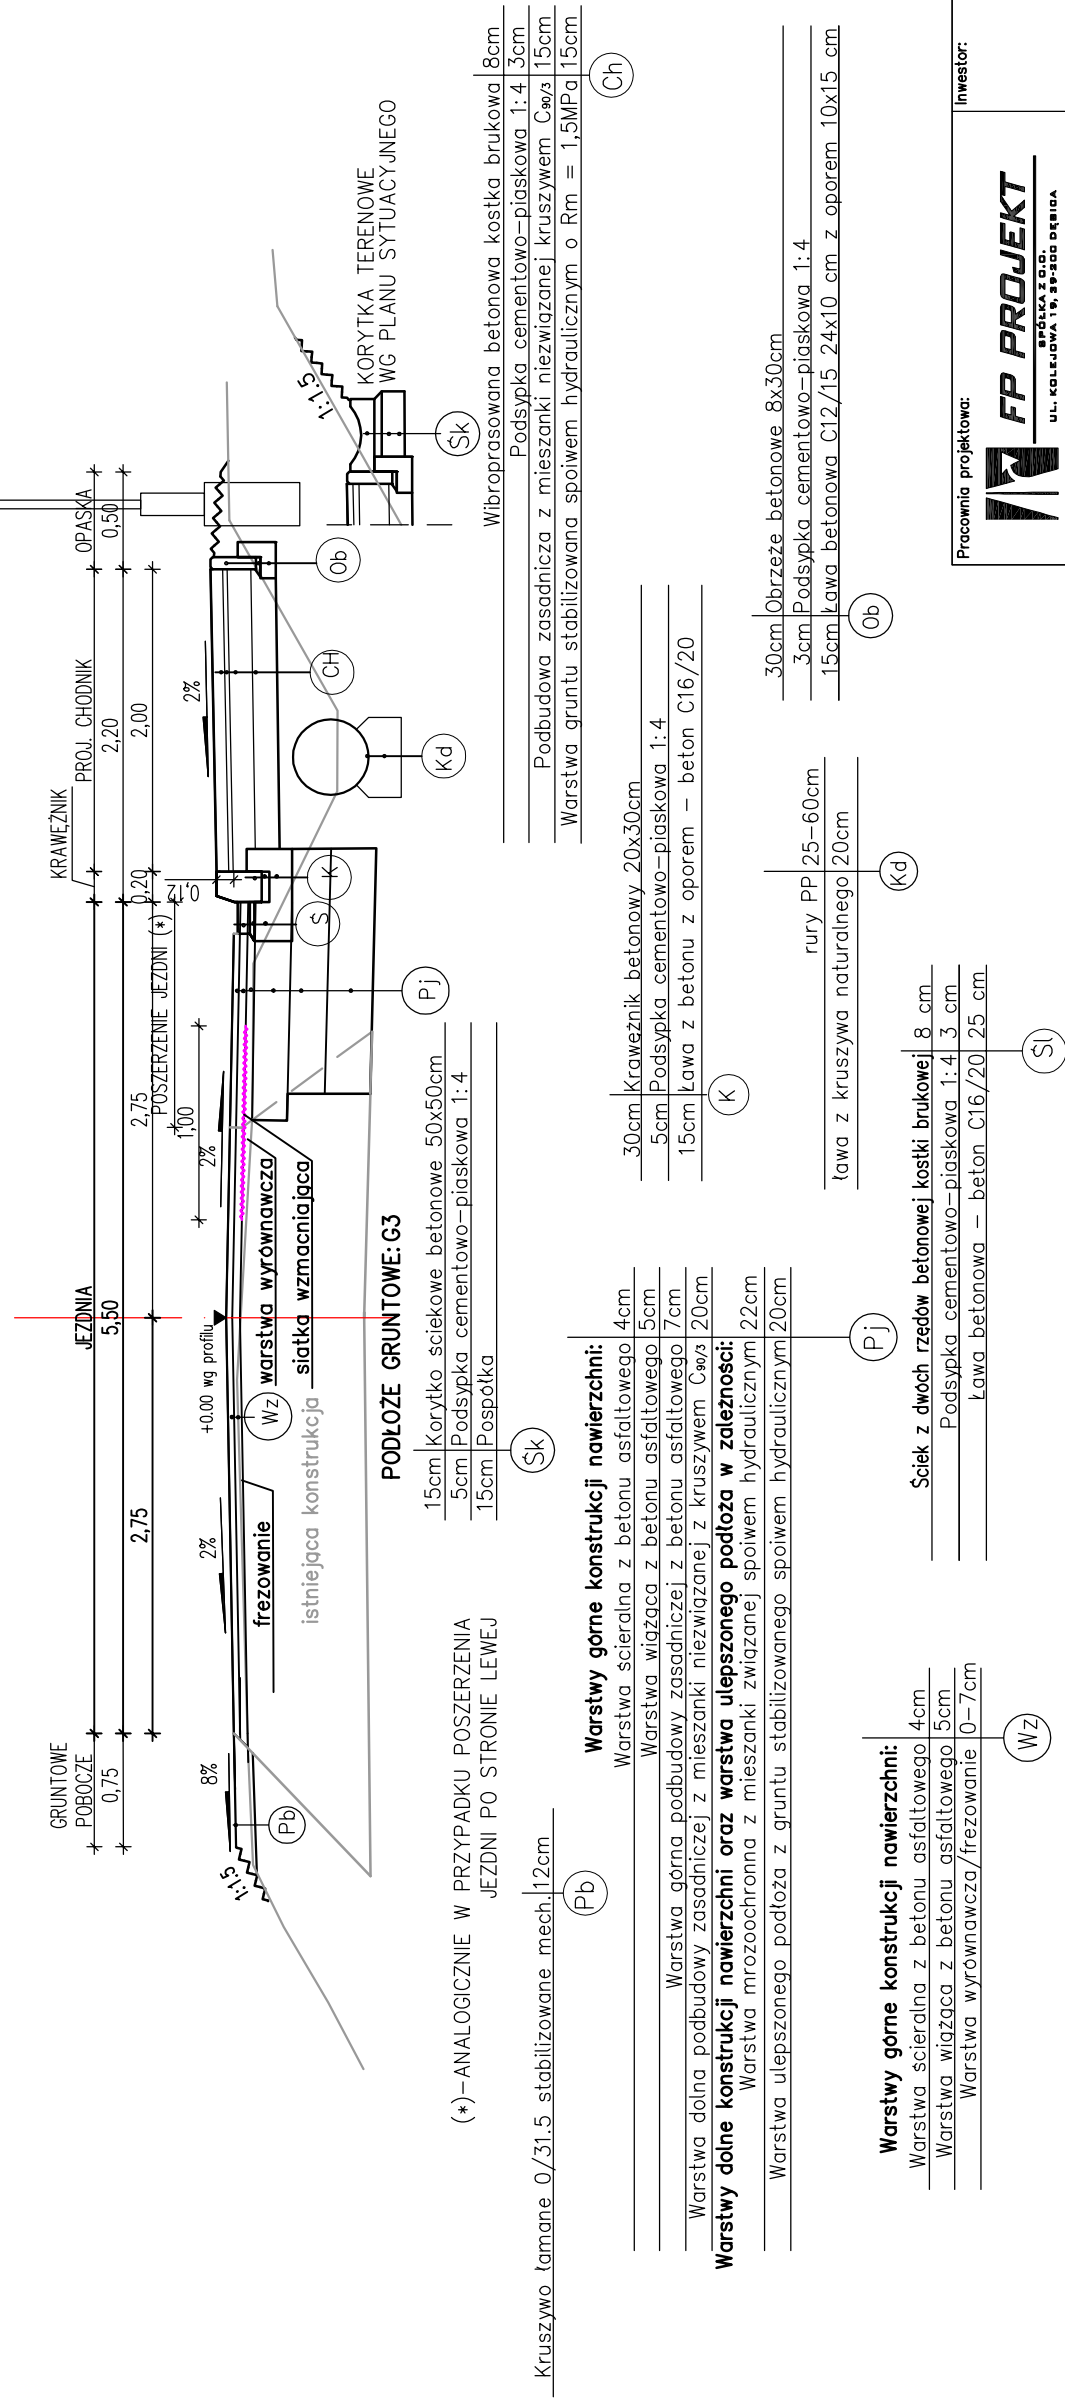 GRUNTOWE
POBOCZE
0,75
JEZDNIA
5,50
2,75
2,75
KRAWĘŻNIK
PROJ. CHODNIK
2,20
0,20
2,00
OPASKA
0,50
POSZERZENIE JEZDNI (*)
1,00
0,12
1:1.5
8%
2%
2%
2%
+0.00 wg profilu
Pb
Wz
frezowanie
warstwa wyrównawcza
siatka wzmacniająca
istniejąca konstrukcja
PODŁOŻE GRUNTOWE: G3
Pj
Ś
K
Kd
CH
Ob
1:1.5
Śk
KORYTKA TERENOWE
WG PLANU SYTUACYJNEGO
(*)–ANALOGICZNIE W PRZYPADKU POSZERZENIA
JEZDNI PO STRONIE LEWEJ
15cm Korytko ściekowe betonowe 50x50cm
5cm Podsypka cementowo–piaskowa 1:4
15cm Pospółka
Śk
Wibroprasowana betonowa kostka brukowa 8cm
Podsypka cementowo–piaskowa 1:4 3cm
Podbudowa zasadnicza z mieszanki niezwiązanej kruszywem C90/3 15cm
Warstwa gruntu stabilizowana spoiwem hydraulicznym o Rm = 1,5MPa 15cm
Ch
Kruszywo łamane 0/31.5 stabilizowane mech. 12cm
Pb
Warstwy górne konstrukcji nawierzchni:
Warstwa ścieralna z betonu asfaltowego 4cm
Warstwa wiążąca z betonu asfaltowego 5cm
Warstwa górna podbudowy zasadniczej z betonu asfaltowego 7cm
Warstwa dolna podbudowy zasadniczej z mieszanki niezwiązanej z kruszywem C90/3 20cm
Warstwy dolne konstrukcji nawierzchni oraz warstwa ulepszonego podłoża w zależności:
Warstwa mrozoochronna z mieszanki związanej spoiwem hydraulicznym 22cm
Warstwa ulepszonego podłoża z gruntu stabilizowanego spoiwem hydraulicznym 20cm
Pj
30cm Krawężnik betonowy 20x30cm
5cm Podsypka cementowo–piaskowa 1:4
15cm Ława z betonu z oporem – beton C16/20
K
30cm Obrzeże betonowe 8x30cm
3cm Podsypka cementowo–piaskowa 1:4
15cm Ława betonowa C12/15 24x10 cm z oporem 10x15 cm
Ob
rury PP 25–60cm
ława z kruszywa naturalnego 20cm
Kd
Warstwy górne konstrukcji nawierzchni:
Warstwa ścieralna z betonu asfaltowego 4cm
Warstwa wiążąca z betonu asfaltowego 5cm
Warstwa wyrównawcza/frezowanie 0–7cm
Wz
Ściek z dwóch rzędów betonowej kostki brukowej 8 cm
Podsypka cementowo–piaskowa 1:4 3 cm
Ława betonowa – beton C16/20 25 cm
Śl
Pracownia projektowa:
FP PROJEKT
SPÓŁKA Z O.O.
UL. KOLEJOWA 19, 39-200 DĘBICA
Inwestor: